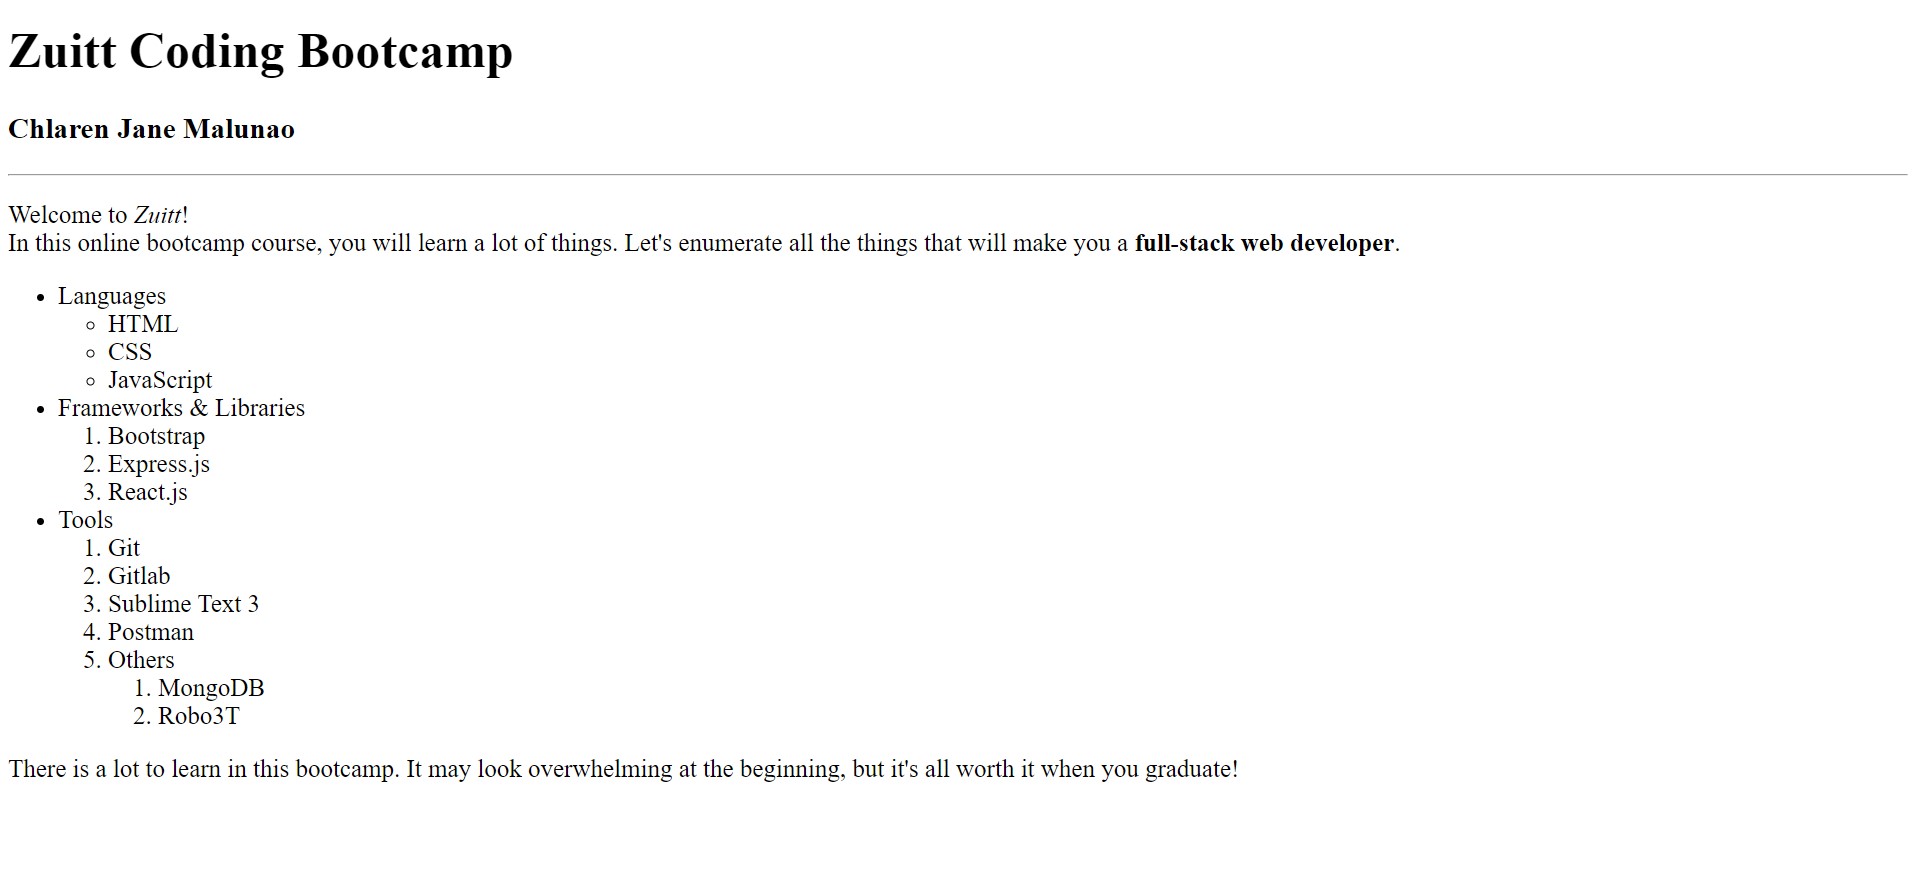 Zuitt Coding Bootcamp
Chlaren Jane Malunao
Welcome to Zuitt!
In this online bootcamp course, you will learn a lot of things. Let's enumerate all the things that will make you a full-stack web developer.
Languages
HTML
CSS
JavaScript
Frameworks & Libraries
1. Bootstrap
2. Express.js
3. React.js
Tools
1. Git
2. Gitlab
3. Sublime Text 3
4. Postman
5. Others
1. MongoDB
2. Robo3T
There is a lot to learn in this bootcamp. It may look overwhelming at the beginning, but it's all worth it when you graduate!